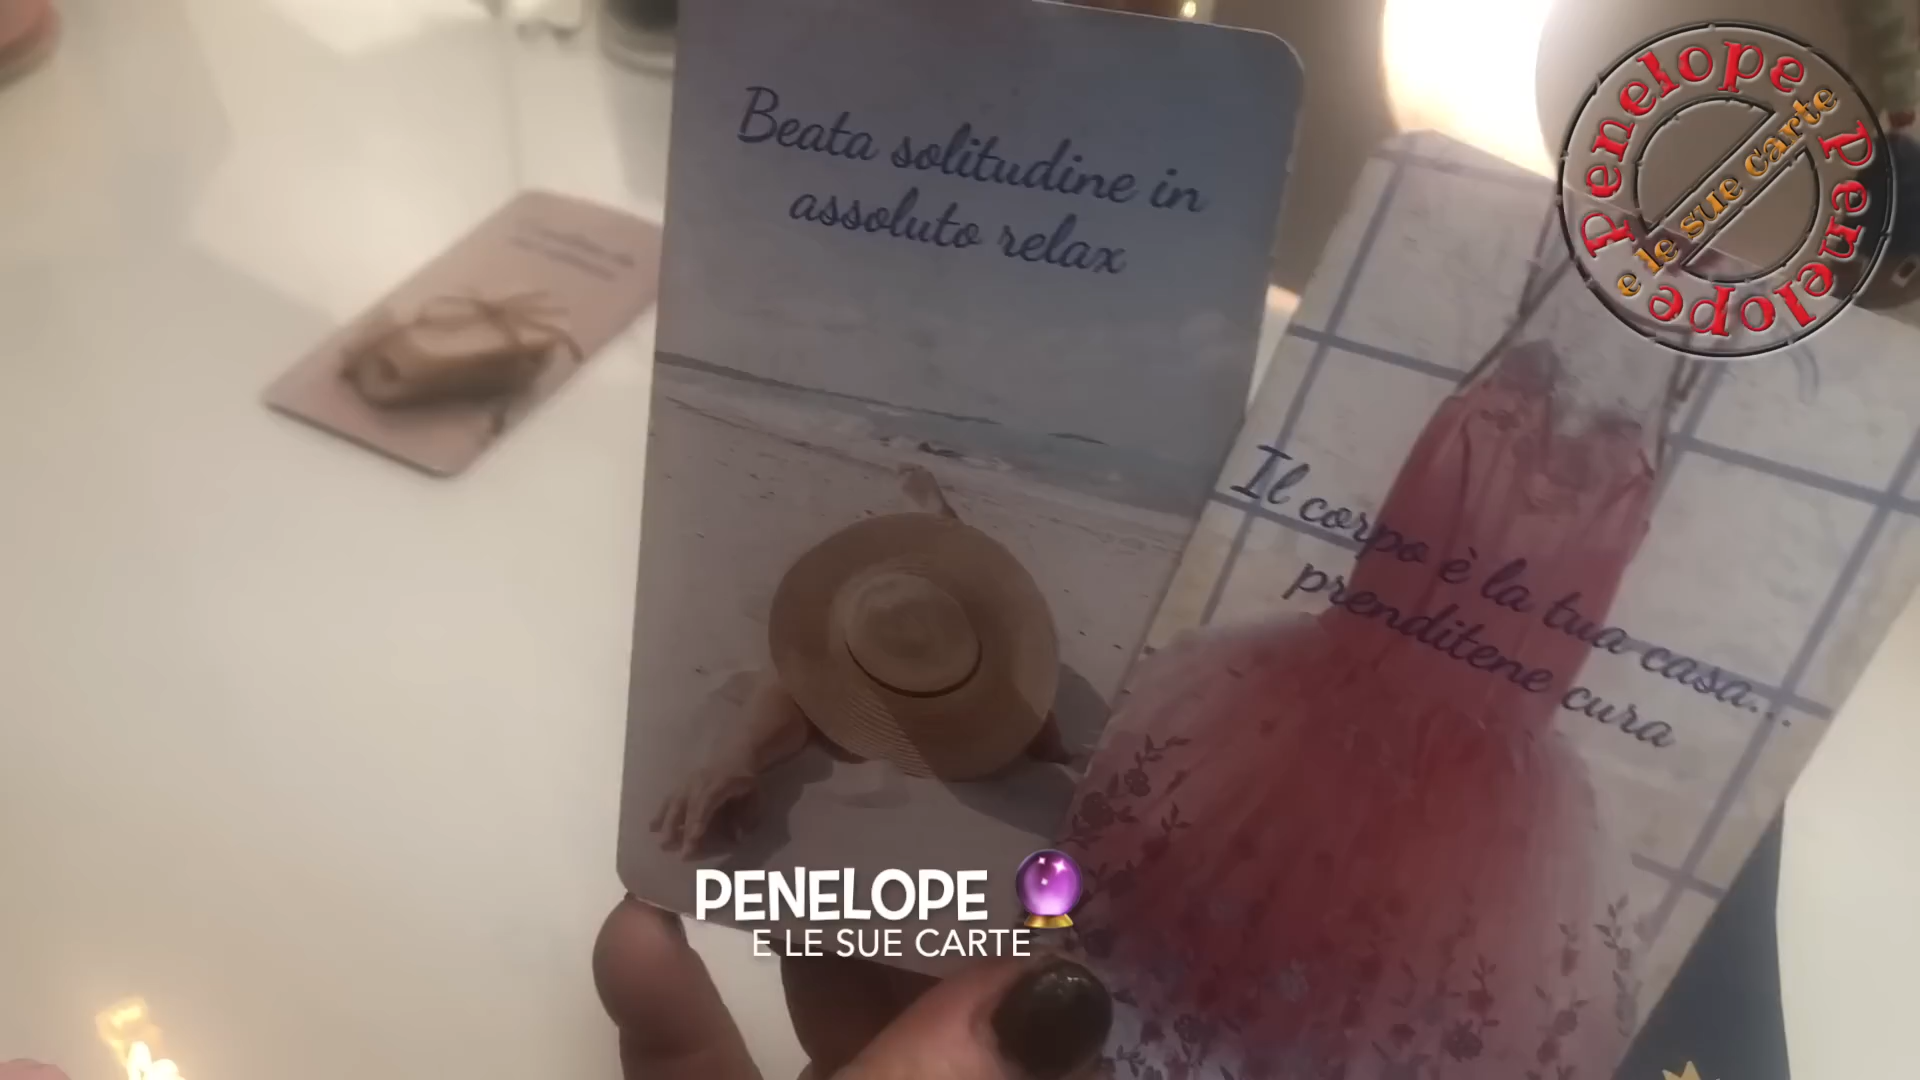 Beata solitudine in
assoluto relax
Il corpo è la tua casa...
prenditene cura
Penelope Penelope
e le sue carte
PENELOPE
E LE SUE CARTE